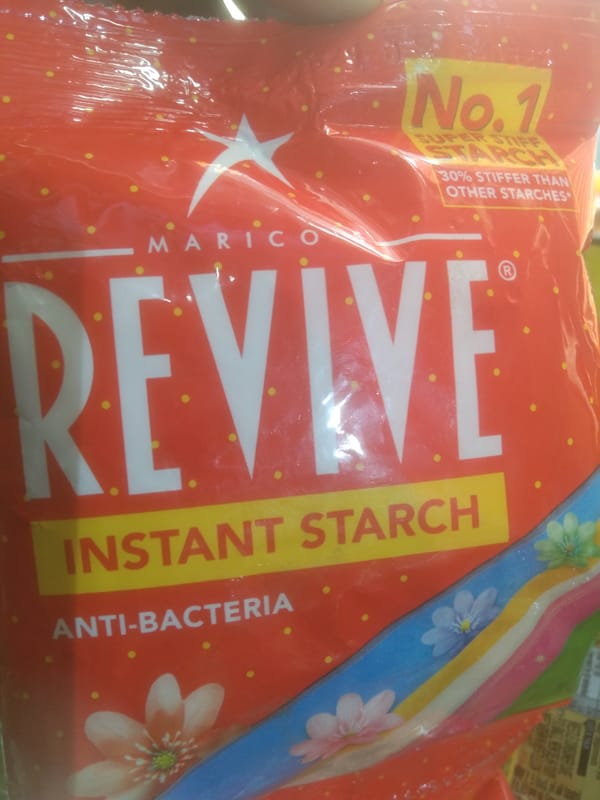 No.1
SUPER STIFF
STARCH
30% STIFFER THAN
OTHER STARCHES*
MARICO
REVIVE®
INSTANT STARCH
ANTI-BACTERIA